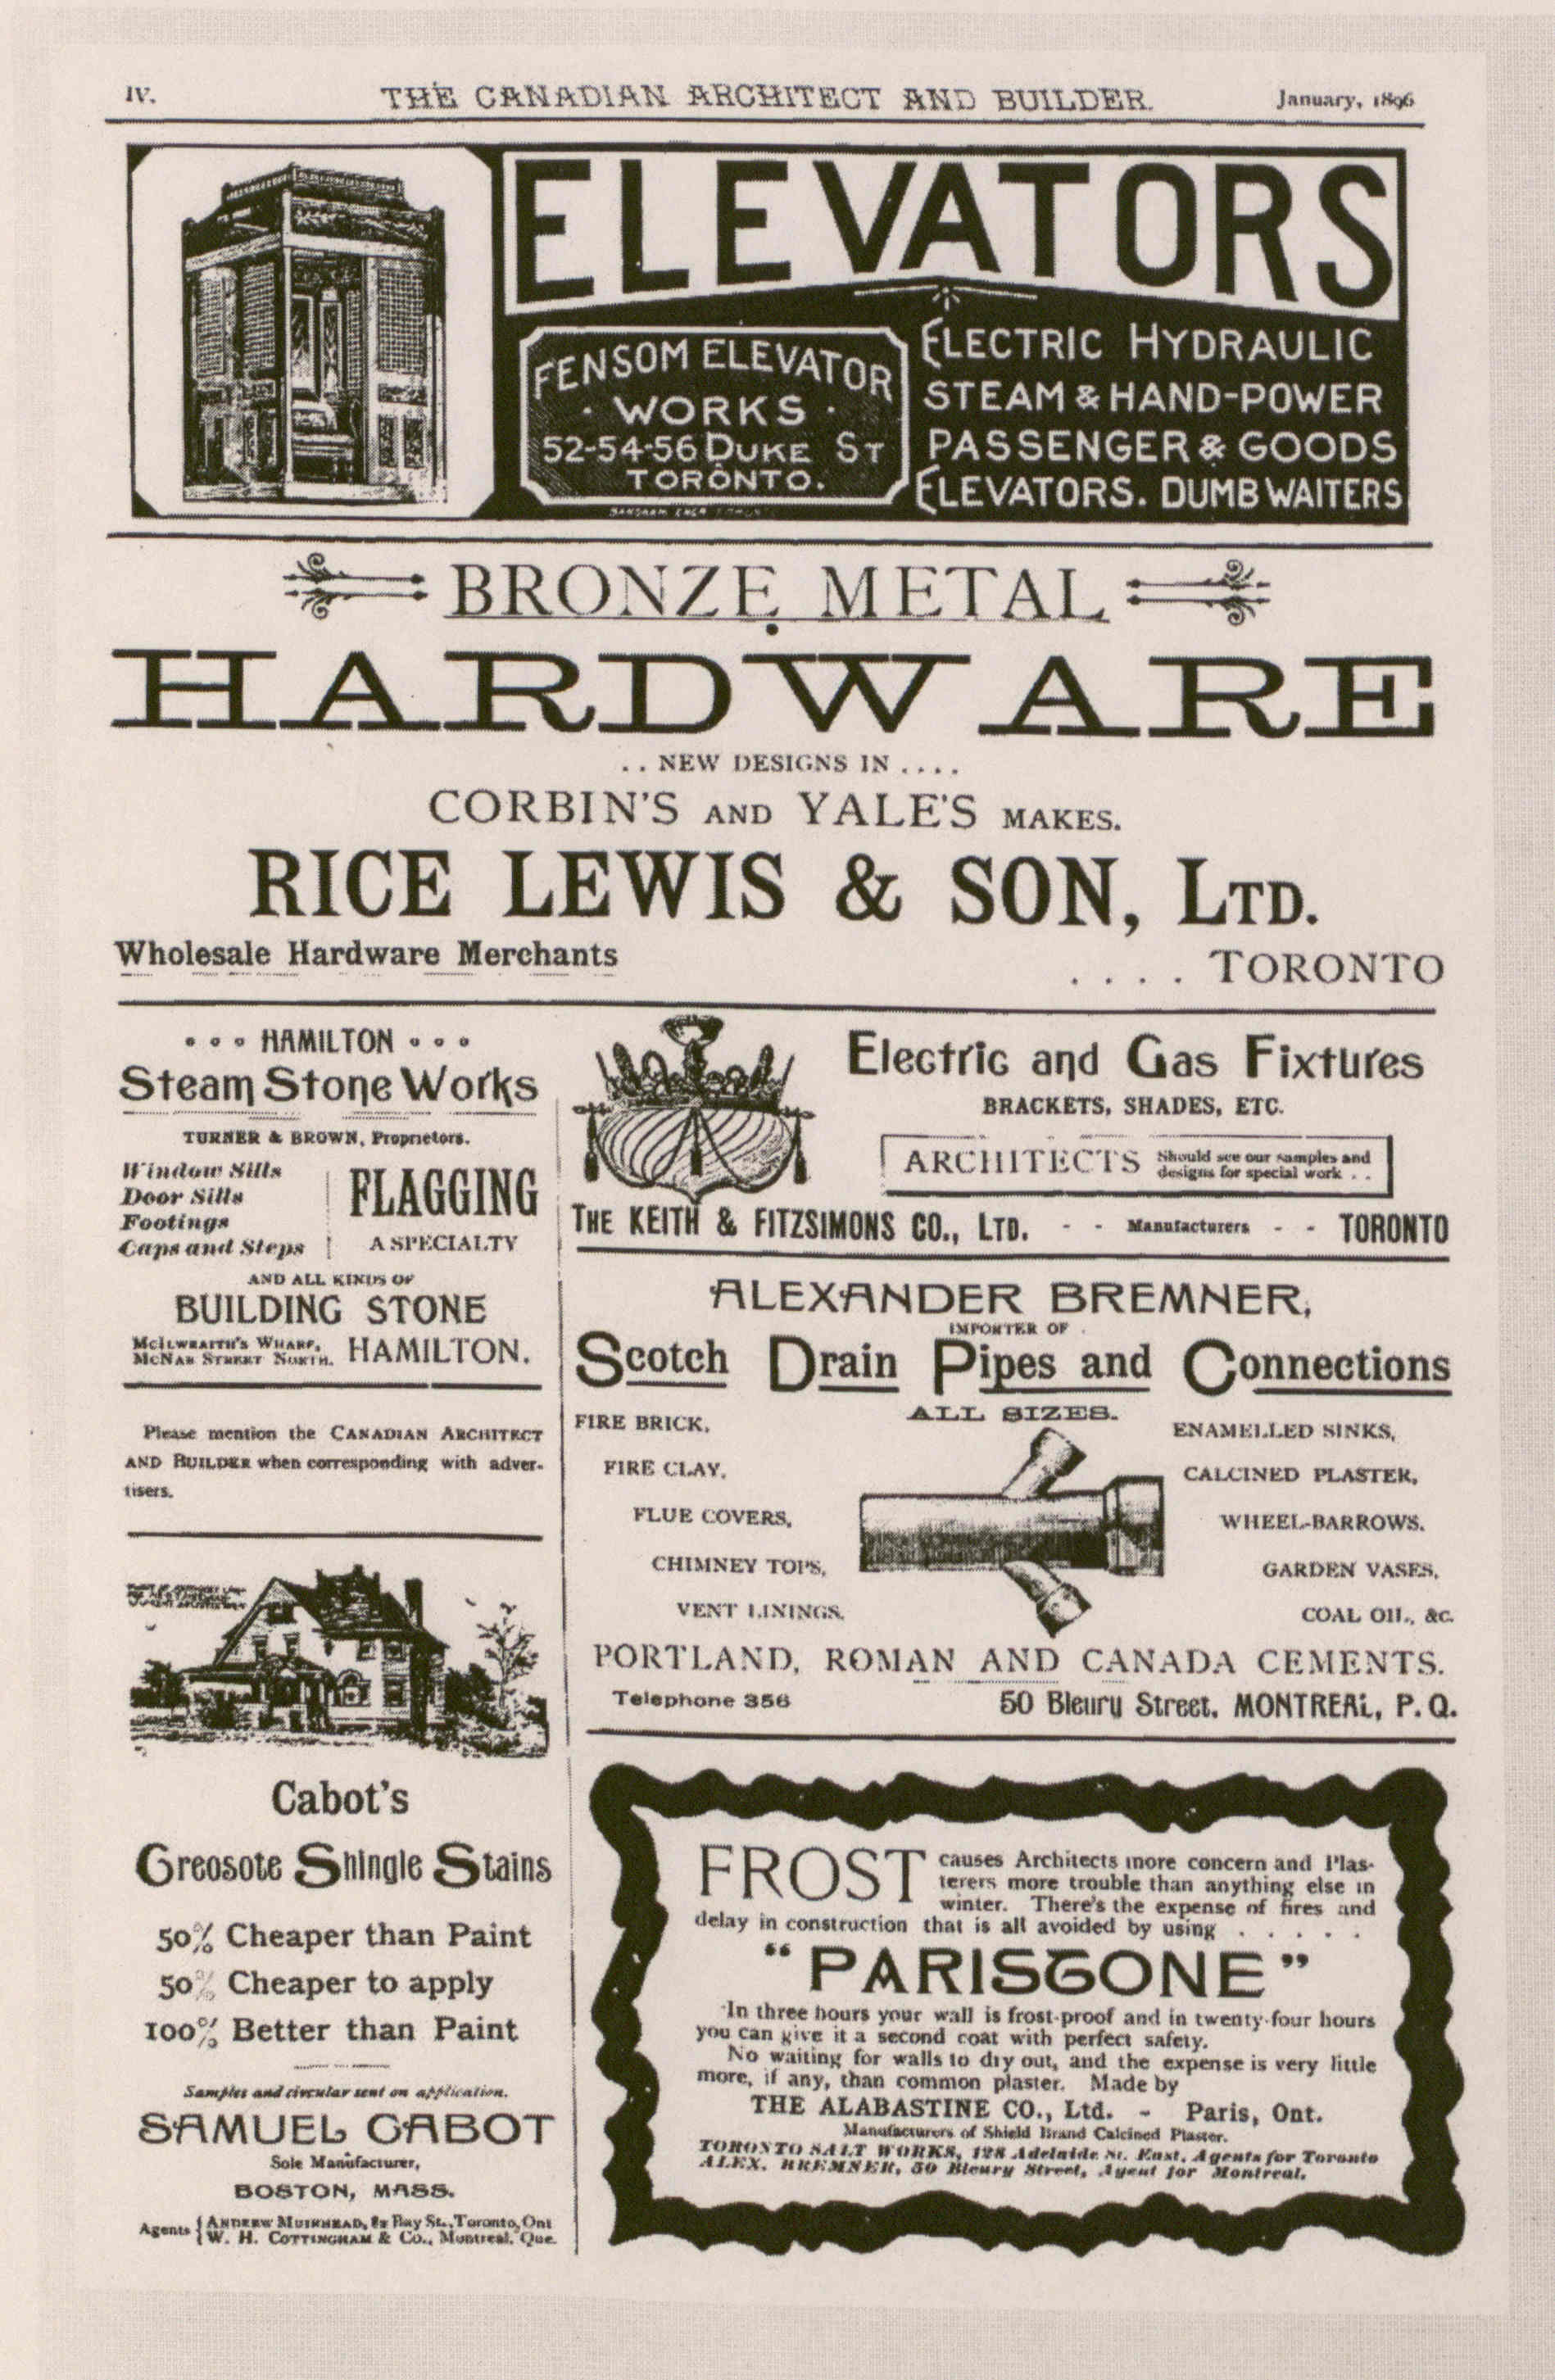 IV.
THE CANADIAN ARCHITECT AND BUILDER.
January, 1896
ELEVATORS
FENSOM ELEVATOR
· WORKS ·
52-54-56 DUKE ST
TORONTO.
ELECTRIC HYDRAULIC
STEAM & HAND-POWER
PASSENGER & GOODS
ELEVATORS. DUMB WAITERS
BRONZE METAL
HARDWARE
. . NEW DESIGNS IN . . . .
CORBIN'S AND YALE'S MAKES.
RICE LEWIS & SON, LTD.
Wholesale Hardware Merchants
. . . . TORONTO
• • • HAMILTON • • •
Steam Stone Works
TURNER & BROWN, Proprietors.
Window Sills
Door Sills
Footings
Caps and Steps
FLAGGING
A SPECIALTY
AND ALL KINDS OF
BUILDING STONE
MCILWRAITH'S WHARF,
MCNAB STREET NORTH.
HAMILTON.
Please mention the CANADIAN ARCHITECT
AND BUILDER when corresponding with adver-
tisers.
Cabot's
Creosote Shingle Stains
50% Cheaper than Paint
50% Cheaper to apply
100% Better than Paint
Samples and circular sent on application.
SAMUEL CABOT
Sole Manufacturer,
BOSTON, MASS.
Agents { ANDREW MUIRHEAD, 82 Bay St., Toronto, Ont
{ W. H. COTTINGHAM & Co., Montreal, Que.
Electric and Gas Fixtures
BRACKETS, SHADES, ETC.
ARCHITECTS Should see our samples and
designs for special work . .
THE KEITH & FITZSIMONS CO., LTD. - - Manufacturers - - TORONTO
ALEXANDER BREMNER,
IMPORTER OF
Scotch Drain Pipes and Connections
ALL SIZES.
FIRE BRICK,
FIRE CLAY,
FLUE COVERS,
CHIMNEY TOPS,
VENT LININGS,
ENAMELLED SINKS,
CALCINED PLASTER,
WHEEL-BARROWS.
GARDEN VASES,
COAL OIL, &c.
PORTLAND, ROMAN AND CANADA CEMENTS.
Telephone 356
50 Bleury Street, MONTREAL, P. Q.
FROST causes Architects more concern and Plas-
terers more trouble than anything else in
winter. There's the expense of fires and
delay in construction that is all avoided by using . . . . .
"PARISTONE"
In three hours your wall is frost-proof and in twenty-four hours
you can give it a second coat with perfect safety.
No waiting for walls to dry out, and the expense is very little
more, if any, than common plaster. Made by
THE ALABASTINE CO., Ltd. - Paris, Ont.
Manufacturers of Shield Brand Calcined Plaster.
TORONTO SALT WORKS, 128 Adelaide St. East, Agents for Toronto
ALEX. BREMNER, 50 Bleury Street, Agent for Montreal.